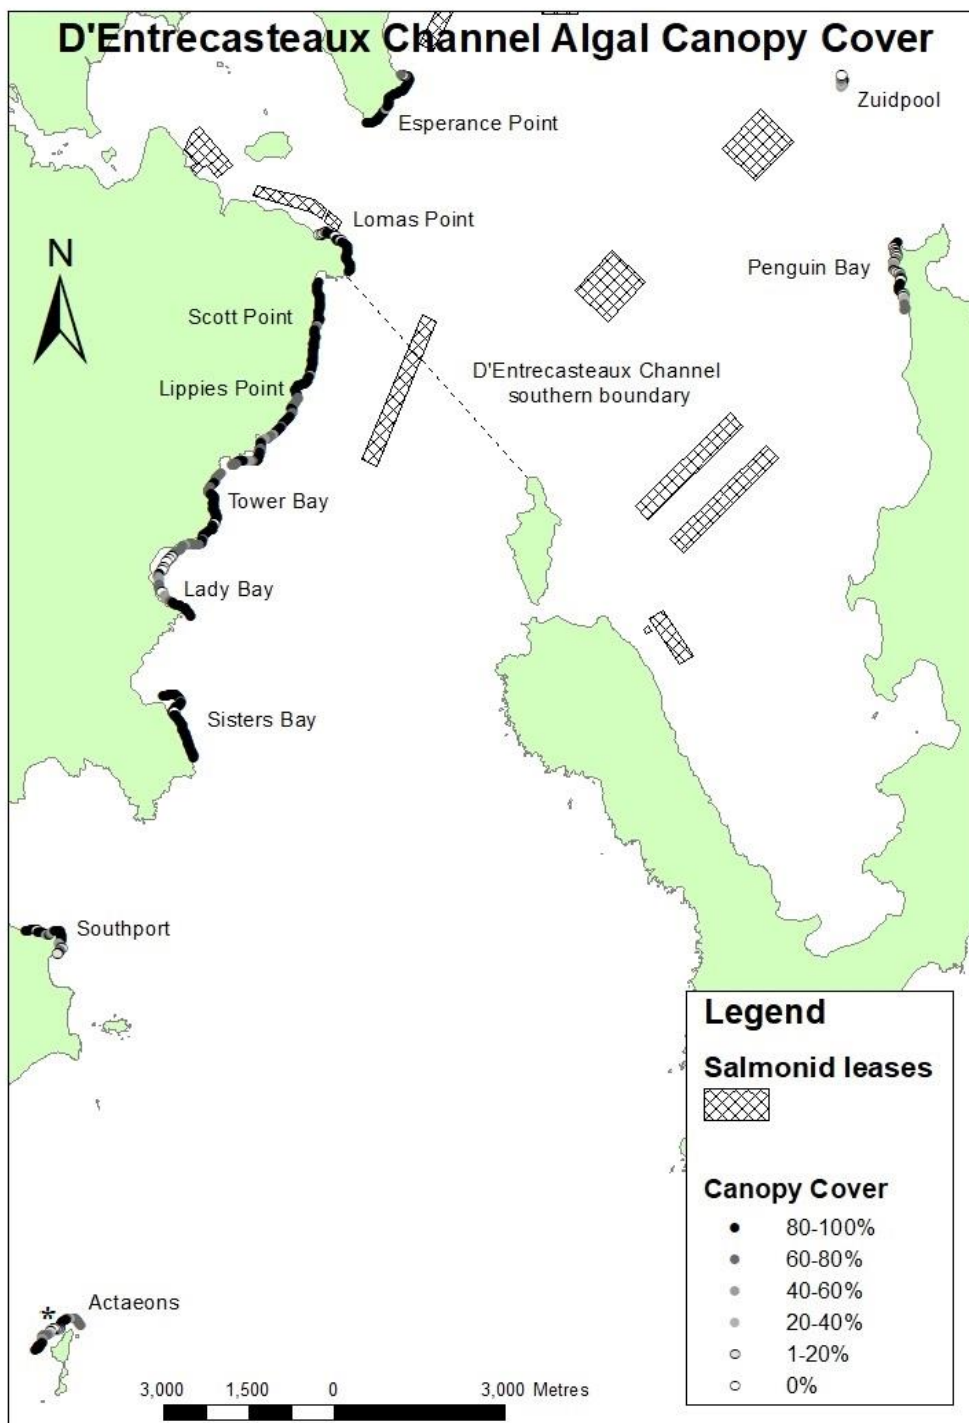 D'Entrecasteaux Channel Algal Canopy Cover
Zuidpool
Esperance Point
Lomas Point
N
Penguin Bay
Scott Point
D'Entrecasteaux Channel
southern boundary
Lippies Point
Tower Bay
Lady Bay
Sisters Bay
Southport
Legend
Salmonid leases
Canopy Cover
80-100%
60-80%
40-60%
20-40%
1-20%
0%
Actaeons
*
3,000 1,500 0 3,000 Metres